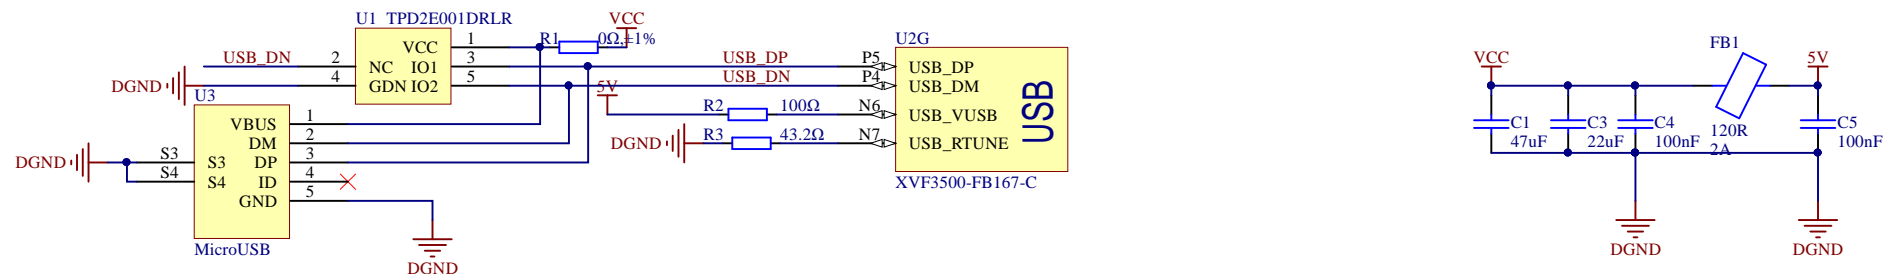 U1 TPD2E001DRLR
VCC
R1 0Ω,±1%
USB_DN 2 NC VCC 1
IO1 3 USB_DP
DGND 4 GDN IO2 5 USB_DN
U2G
P5 USB_DP
P4 USB_DM
5V R2 100Ω N6 USB_VUSB
DGND R3 43.2Ω N7 USB_RTUNE
USB
XVF3500-FB167-C
U3
VBUS 1
DM 2
DGND S3 S3 DP 3
S4 S4 ID 4
GND 5
MicroUSB
DGND
VCC
FB1
5V
C1
47uF
C3
22uF
C4
100nF
120R
2A
C5
100nF
DGND
DGND